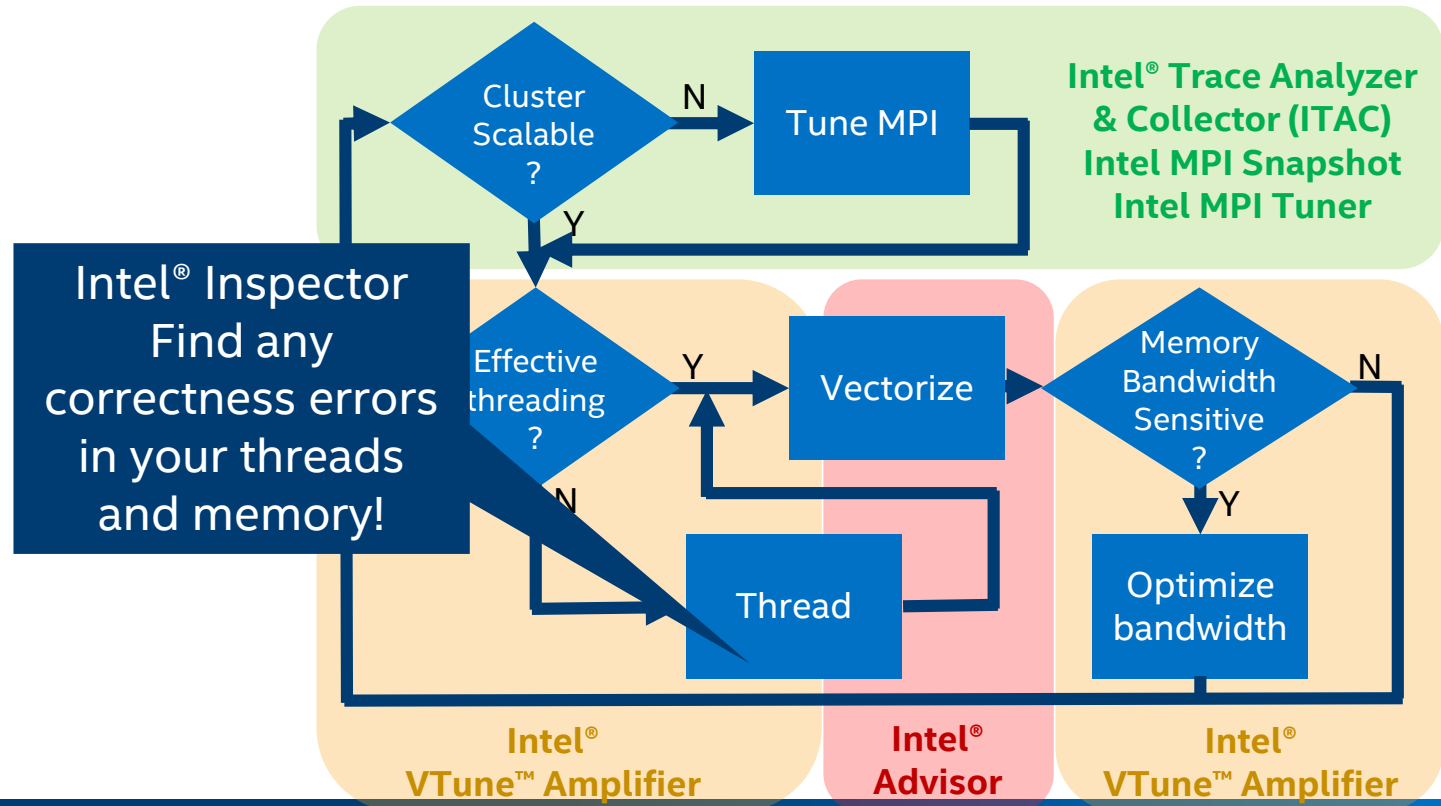 Cluster
Scalable
?
N
Tune MPI
Y
Intel® Trace Analyzer
& Collector (ITAC)
Intel MPI Snapshot
Intel MPI Tuner
Intel® Inspector
Find any
correctness errors
in your threads
and memory!
Effective
threading
?
Y
N
Vectorize
Thread
Memory
Bandwidth
Sensitive
?
N
Y
Optimize
bandwidth
Intel®
VTune™ Amplifier
Intel®
Advisor
Intel®
VTune™ Amplifier